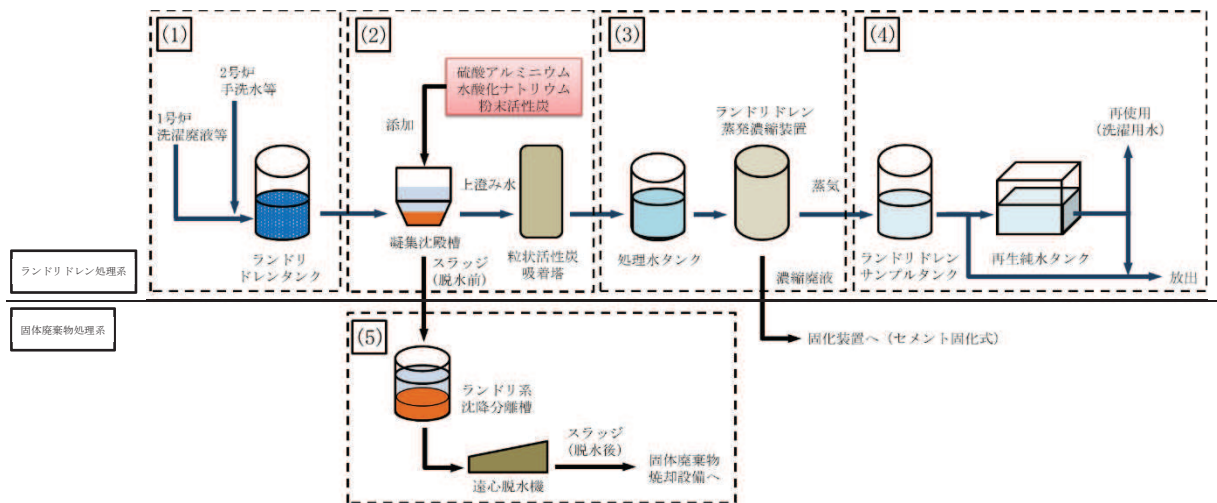 (1)
2号炉
手洗水等
1号炉
洗濯廃液等
ランドリ
ドレンタンク
(2)
硫酸アルミニウム
水酸化ナトリウム
粉末活性炭
添加
上澄み水
凝集沈殿槽
スラッジ
(脱水前)
粒状活性炭
吸着塔
(3)
ランドリドレン
蒸発濃縮装置
処理水タンク
蒸気
濃縮廃液
(4)
再使用
(洗濯用水)
ランドリドレン
サンプルタンク
再生純水タンク
放出
ランドリドレン処理系
固体廃棄物処理系
固化装置へ(セメント固化式)
(5)
ランドリ系
沈降分離槽
遠心脱水機
スラッジ
(脱水後)
固体廃棄物
焼却設備へ